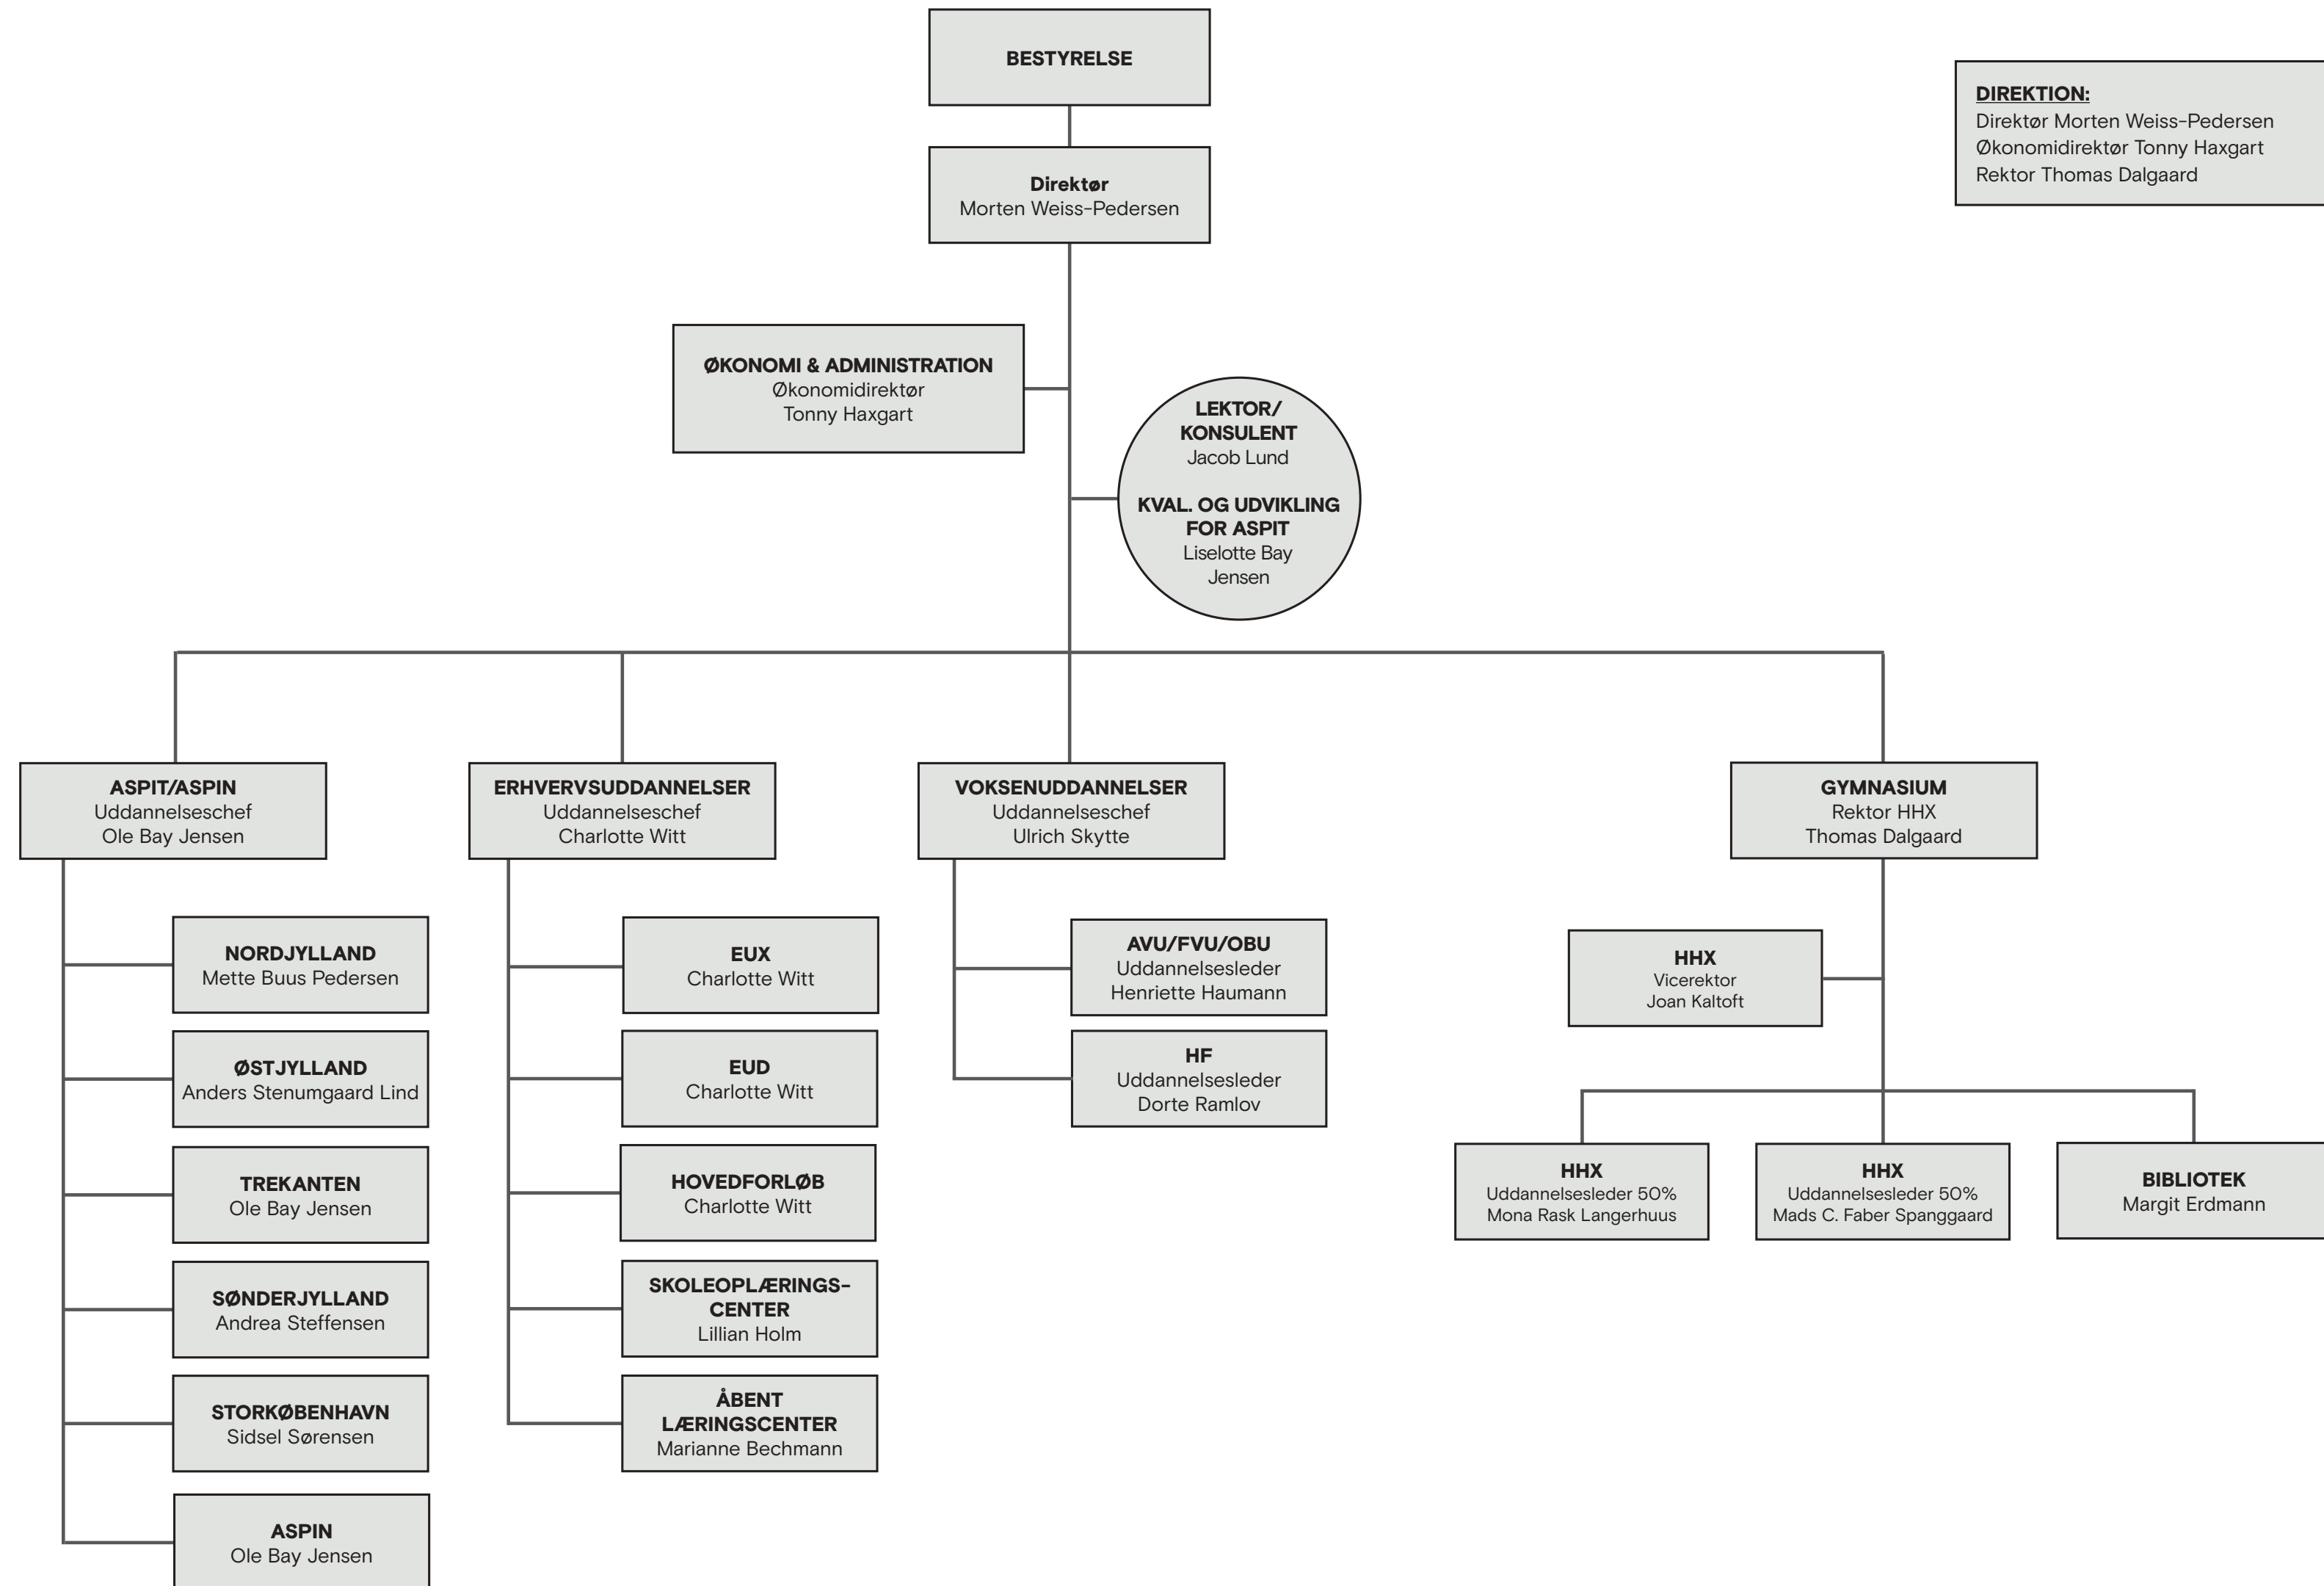 BESTYRELSE
DIREKTION:
Direktør Morten Weiss-Pedersen
Økonomidirektør Tonny Haxgart
Rektor Thomas Dalgaard
Direktør
Morten Weiss-Pedersen
ØKONOMI & ADMINISTRATION
Økonomidirektør
Tonny Haxgart
LEKTOR/
KONSULENT
Jacob Lund
KVAL. OG UDVIKLING
FOR ASPIT
Liselotte Bay
Jensen
ASPIT/ASPIN
Uddannelseschef
Ole Bay Jensen
NORDJYLLAND
Mette Buus Pedersen
ØSTJYLLAND
Anders Stenumgaard Lind
TREKANTEN
Ole Bay Jensen
SØNDERJYLLAND
Andrea Steffensen
STORKØBENHAVN
Sidsel Sørensen
ASPIN
Ole Bay Jensen
ERHVERVSUDDANNELSER
Uddannelseschef
Charlotte Witt
EUX
Charlotte Witt
EUD
Charlotte Witt
HOVEDFORLØB
Charlotte Witt
SKOLEOPLÆRINGS-
CENTER
Lillian Holm
ÅBENT
LÆRINGSCENTER
Marianne Bechmann
VOKSENUDDANNELSER
Uddannelseschef
Ulrich Skytte
AVU/FVU/OBU
Uddannelsesleder
Henriette Haumann
HF
Uddannelsesleder
Dorte Ramlov
GYMNASIUM
Rektor HHX
Thomas Dalgaard
HHX
Vicerektor
Joan Kaltoft
HHX
Uddannelsesleder 50%
Mona Rask Langerhuus
HHX
Uddannelsesleder 50%
Mads C. Faber Spanggaard
BIBLIOTEK
Margit Erdmann